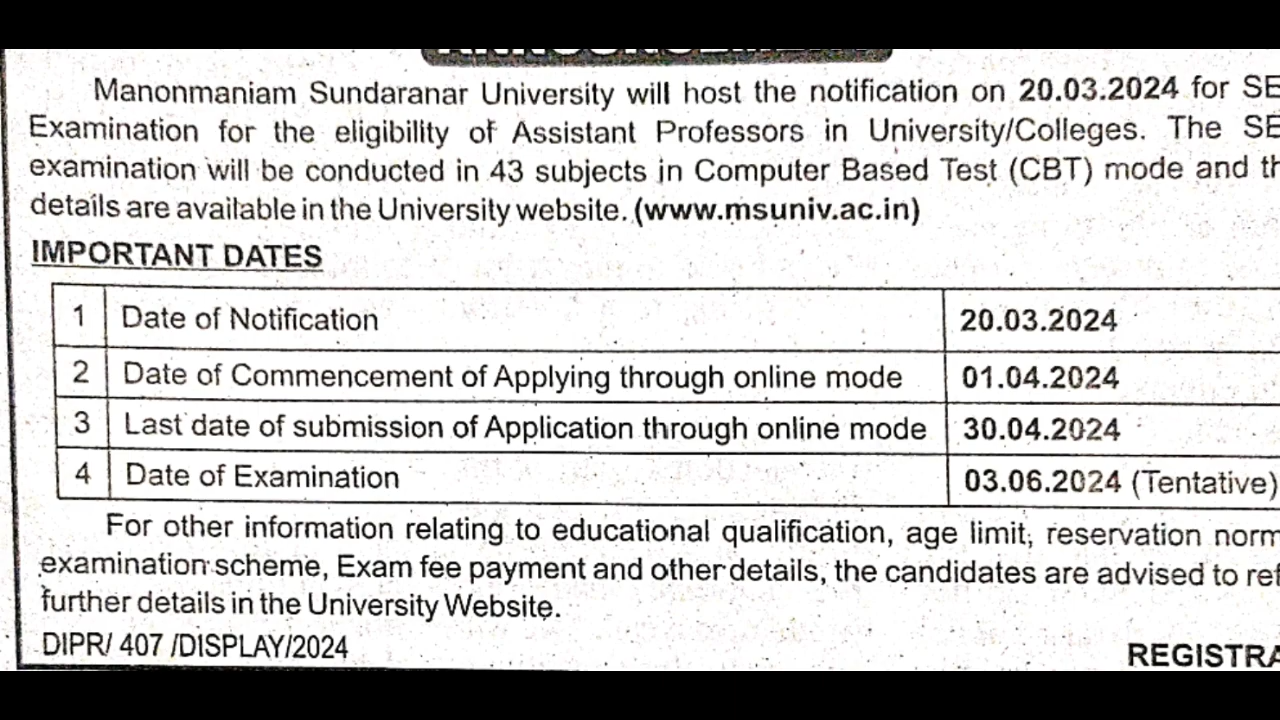 Manonmaniam Sundaranar University will host the notification on 20.03.2024 for SE
Examination for the eligibility of Assistant Professors in University/Colleges. The SE
examination will be conducted in 43 subjects in Computer Based Test (CBT) mode and th
details are available in the University website. (www.msuniv.ac.in)
IMPORTANT DATES
1 Date of Notification 20.03.2024
2 Date of Commencement of Applying through online mode 01.04.2024
3 Last date of submission of Application through online mode 30.04.2024
4 Date of Examination 03.06.2024 (Tentative)
For other information relating to educational qualification, age limit, reservation norm
examination scheme, Exam fee payment and other details, the candidates are advised to ref
further details in the University Website.
DIPR/ 407 /DISPLAY/2024
REGISTRA